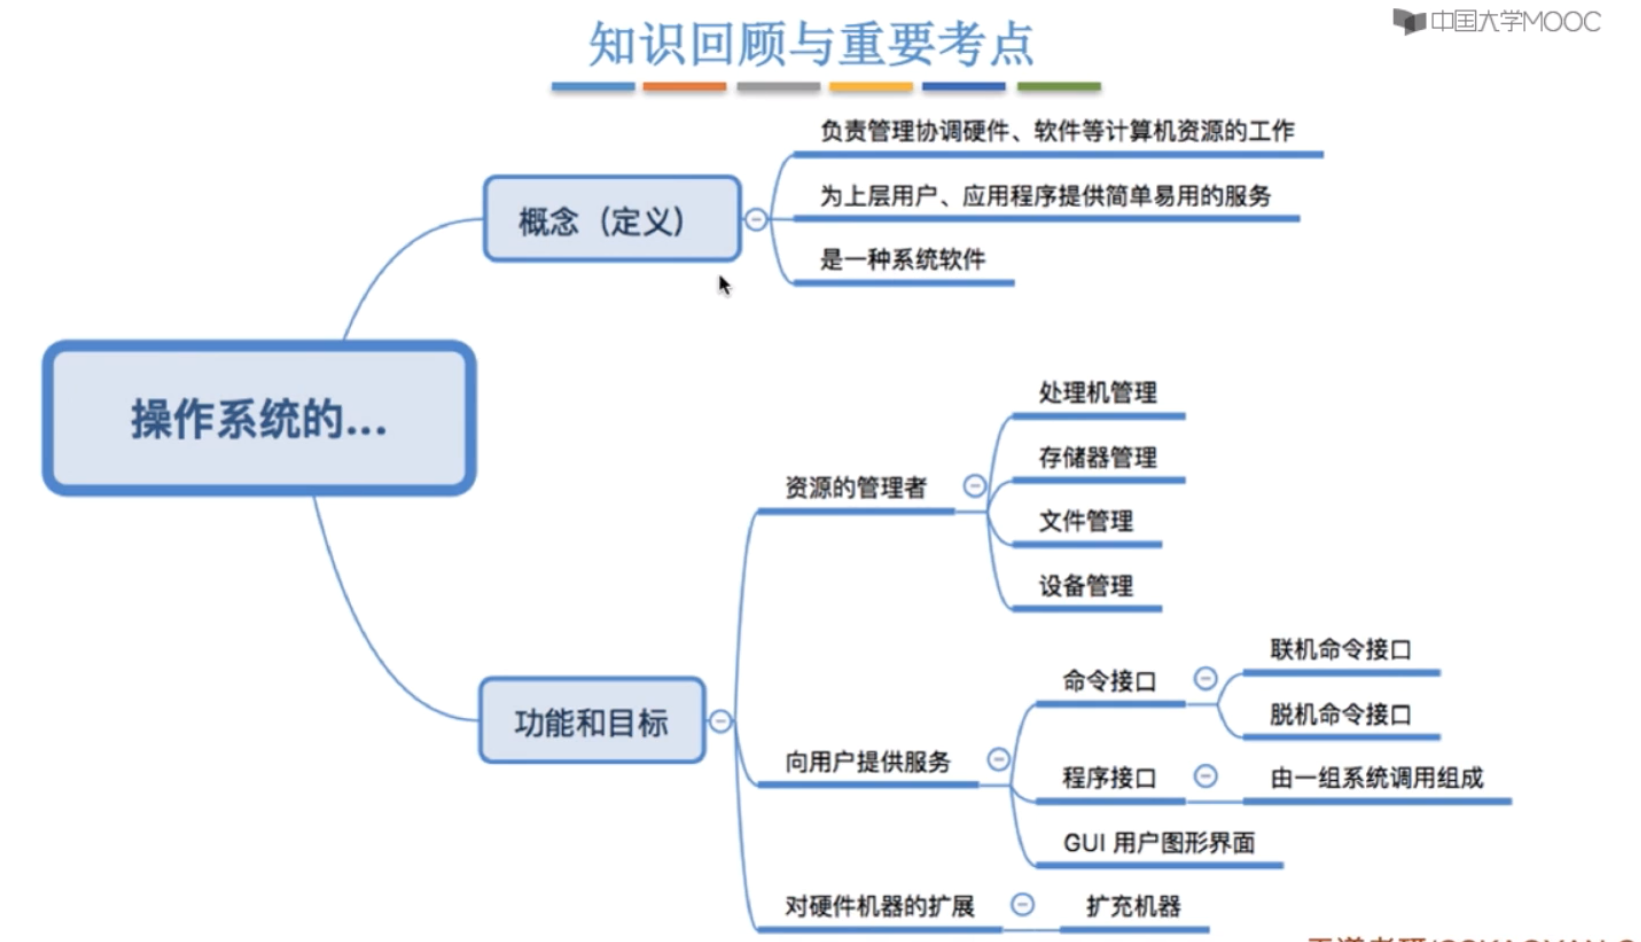 中国大学MOOC
知识回顾与重要考点
负责管理协调硬件、软件等计算机资源的工作
概念（定义）
为上层用户、应用程序提供简单易用的服务
是一种系统软件
操作系统的...
处理机管理
存储器管理
资源的管理者
文件管理
设备管理
功能和目标
联机命令接口
命令接口
脱机命令接口
向用户提供服务
程序接口
由一组系统调用组成
GUI 用户图形界面
对硬件机器的扩展
扩充机器